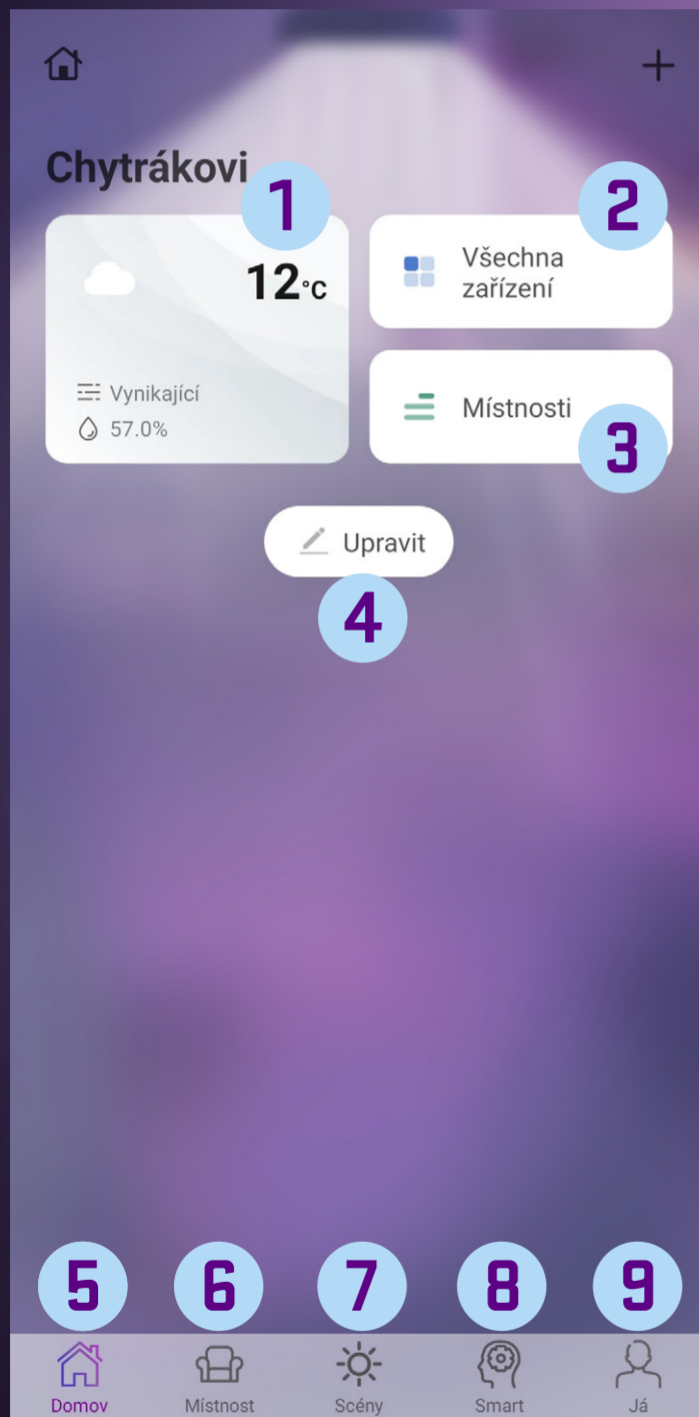 Chytrákovi
1
2
12°C
Všechna
zařízení
Vynikající
57.0%
Místnosti
3
Upravit
4
5
6
7
8
9
Domov
Místnost
Scény
Smart
Já